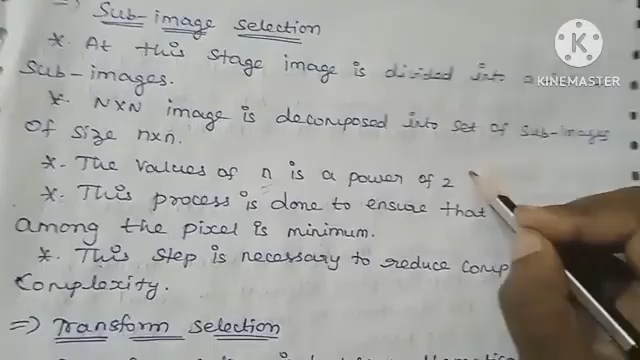 => Sub-image selection
*. At this stage image is divided into
Sub-images.
*. NXN image is decomposed into set of sub-images
of size nxn.
*. The values of n is a power of 2
*. This process is done to ensure that
among the pixel is minimum.
*. This step is necessary to reduce comp
complexity.
=> Transform selection
KINEMASTER